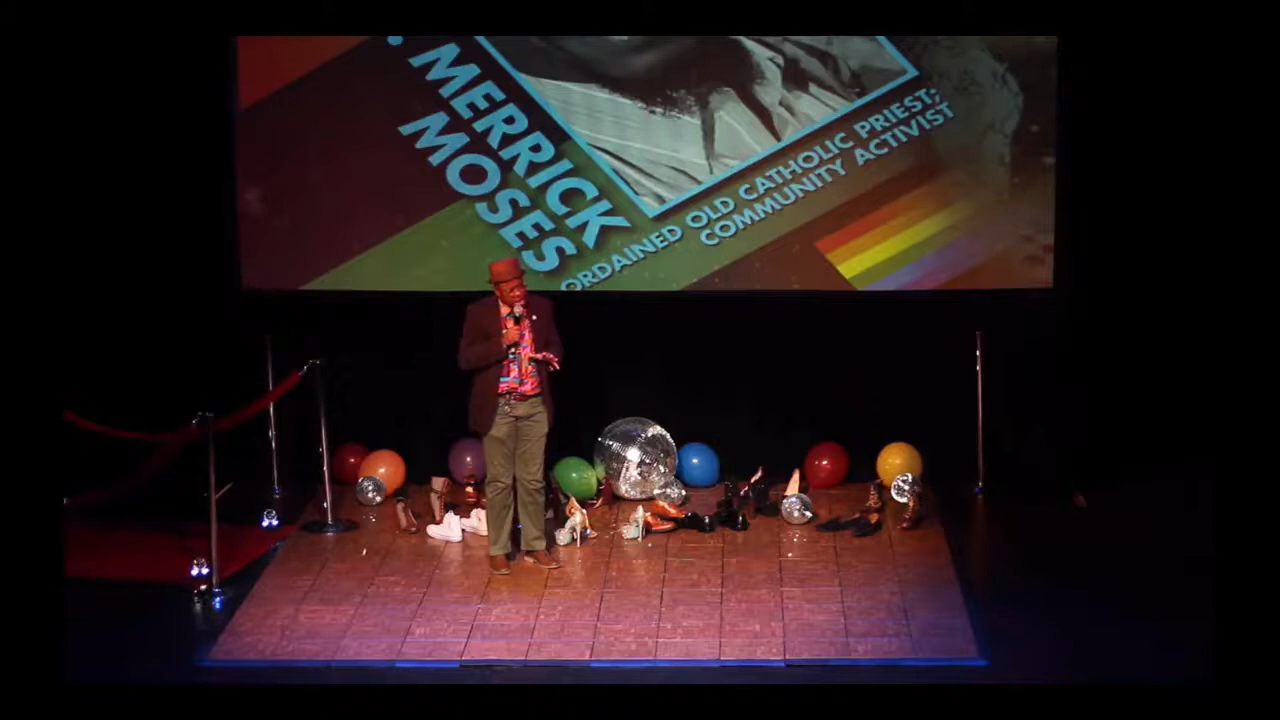 MERRICK
MOSES
ORDAINED OLD CATHOLIC PRIEST;
COMMUNITY ACTIVIST